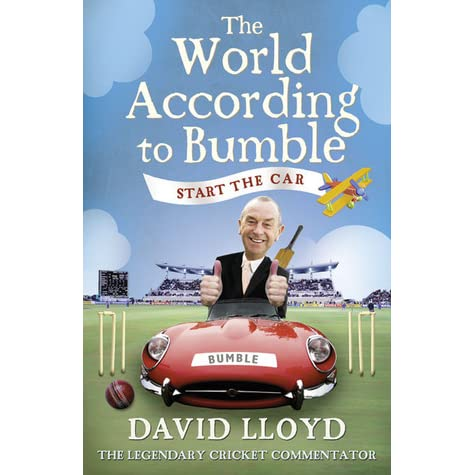 The
World
According
to Bumble
START THE CAR
BUMBLE
DAVID LLOYD
THE LEGENDARY CRICKET COMMENTATOR